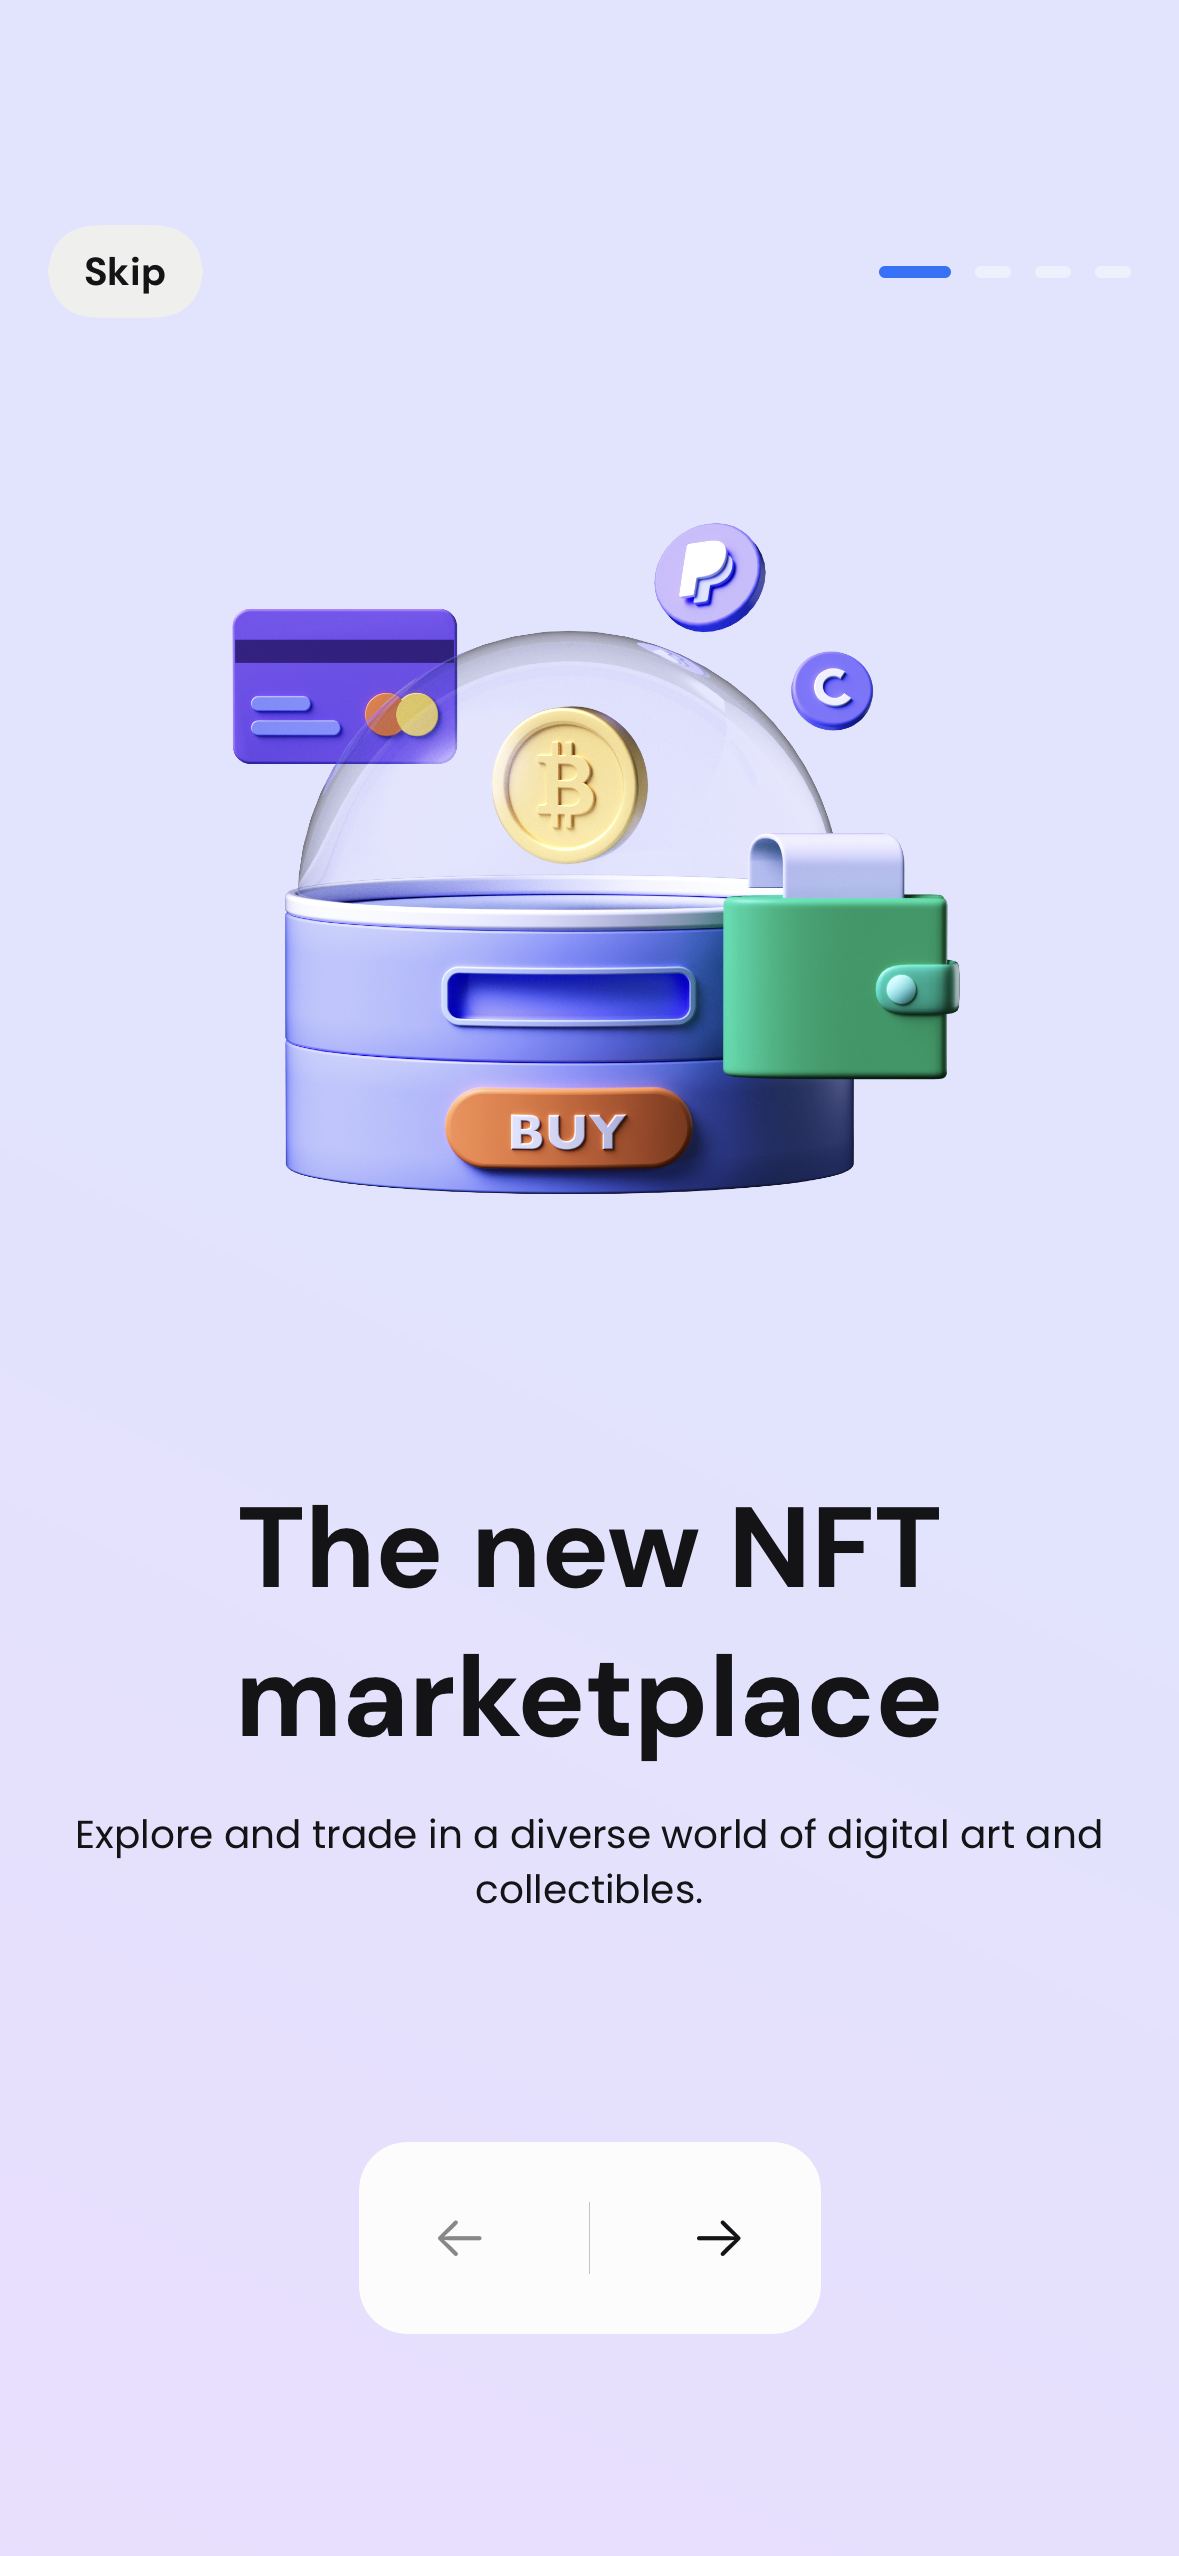 Skip
C
B
BUY
The new NFT
marketplace
Explore and trade in a diverse world of digital art and
collectibles.